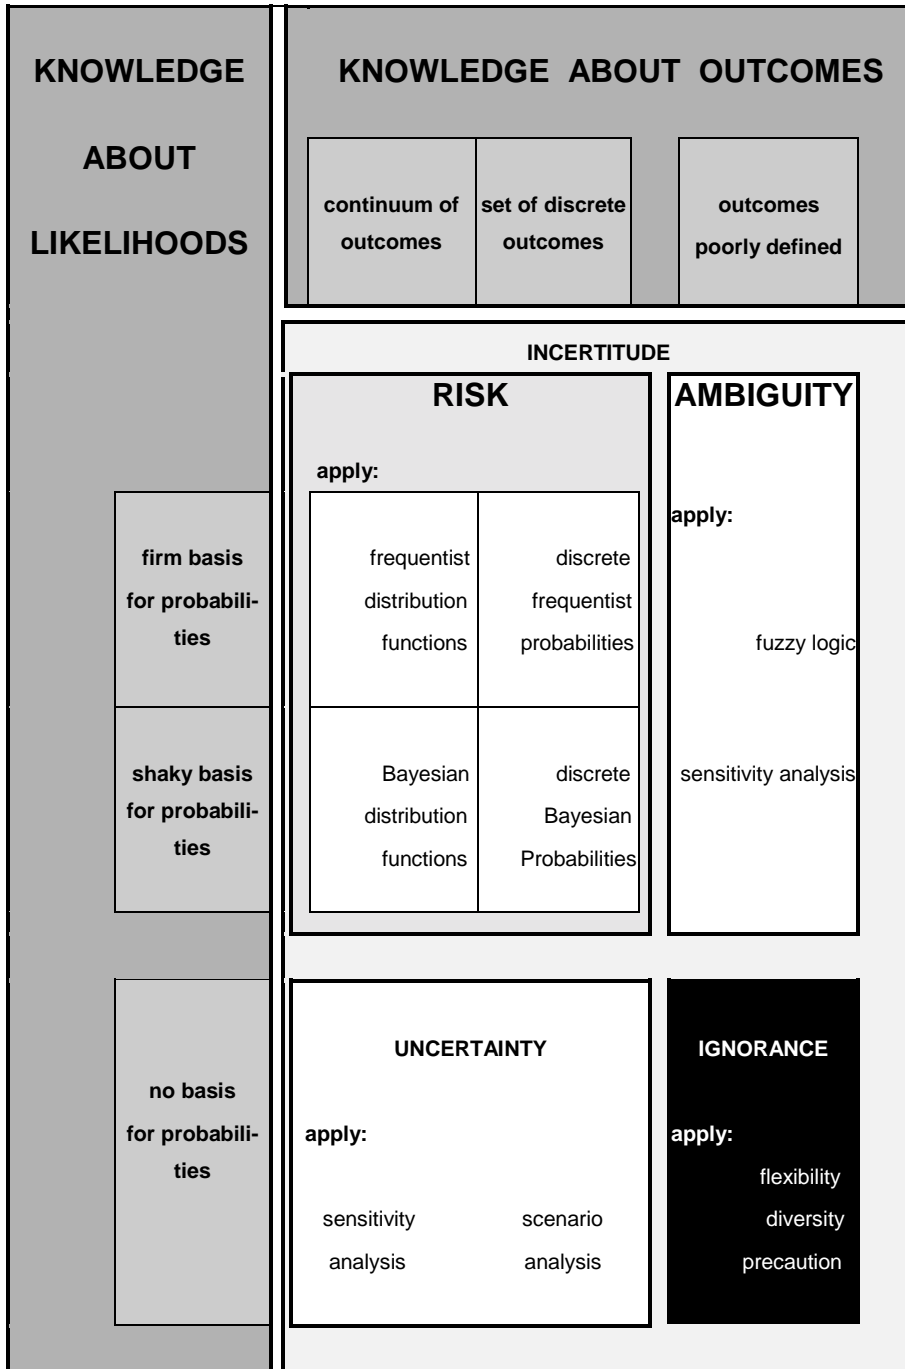 KNOWLEDGE
ABOUT
LIKELIHOODS
KNOWLEDGE ABOUT OUTCOMES
continuum of
outcomes
set of discrete
outcomes
outcomes
poorly defined
INCERTITUDE
RISK
apply:
AMBIGUITY
apply:
firm basis
for probabili-
ties
frequentist
distribution
functions
discrete
frequentist
probabilities
fuzzy logic
shaky basis
for probabili-
ties
Bayesian
distribution
functions
discrete
Bayesian
Probabilities
sensitivity analysis
no basis
for probabili-
ties
UNCERTAINTY
apply:
sensitivity
analysis
scenario
analysis
IGNORANCE
apply:
flexibility
diversity
precaution